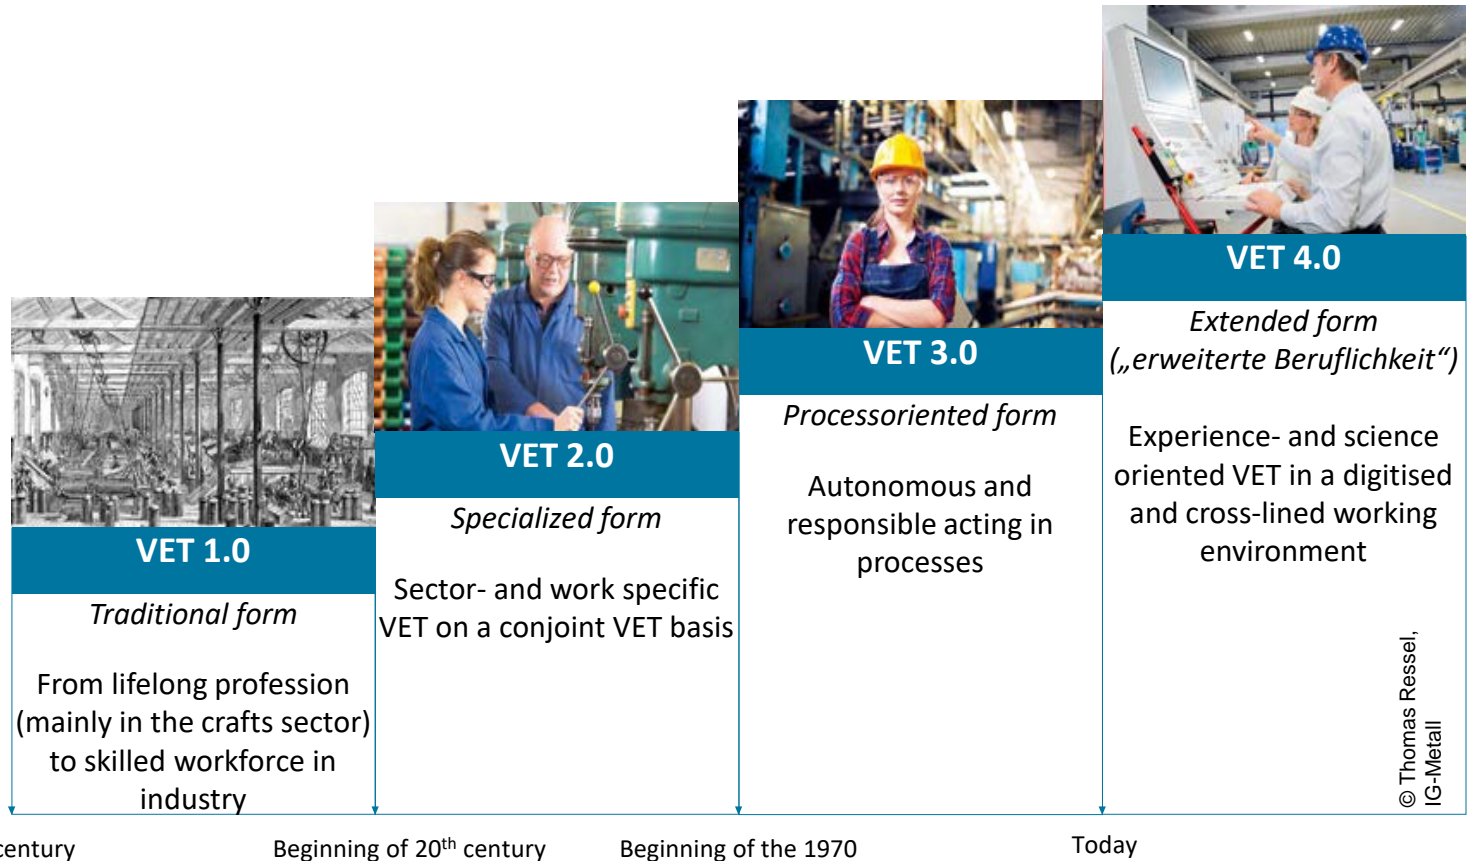 VET 1.0
Traditional form
From lifelong profession
(mainly in the crafts sector)
to skilled workforce in
industry
VET 2.0
Specialized form
Sector- and work specific
VET on a conjoint VET basis
VET 3.0
Processoriented form
Autonomous and
responsible acting in
processes
VET 4.0
Extended form
(„erweiterte Beruflichkeit“)
Experience- and science
oriented VET in a digitised
and cross-lined working
environment
© Thomas Ressel,
IG-Metall
century
Beginning of 20th century
Beginning of the 1970
Today